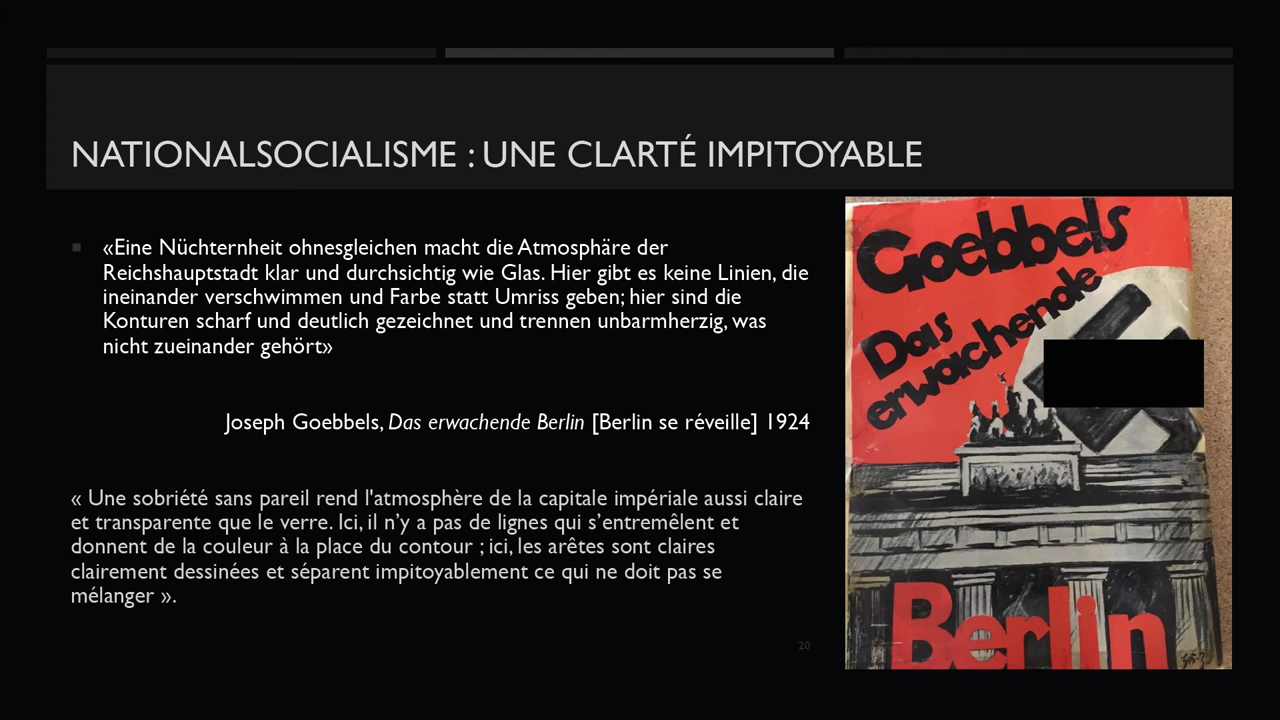 NATIONALSOCIALISME : UNE CLARTÉ IMPITOYABLE
«Eine Nüchternheit ohnesgleichen macht die Atmosphäre der
Reichshauptstadt klar und durchsichtig wie Glas. Hier gibt es keine Linien, die
ineinander verschwimmen und Farbe statt Umriss geben; hier sind die
Konturen scharf und deutlich gezeichnet und trennen unbarmherzig, was
nicht zueinander gehört»
Joseph Goebbels, Das erwachende Berlin [Berlin se réveille] 1924
« Une sobriété sans pareil rend l'atmosphère de la capitale impériale aussi claire
et transparente que le verre. Ici, il n’y a pas de lignes qui s’entremêlent et
donnent de la couleur à la place du contour ; ici, les arêtes sont claires
clairement dessinées et séparent impitoyablement ce qui ne doit pas se
mélanger ».
20
Goebbels
Das
erwachende
Berlin